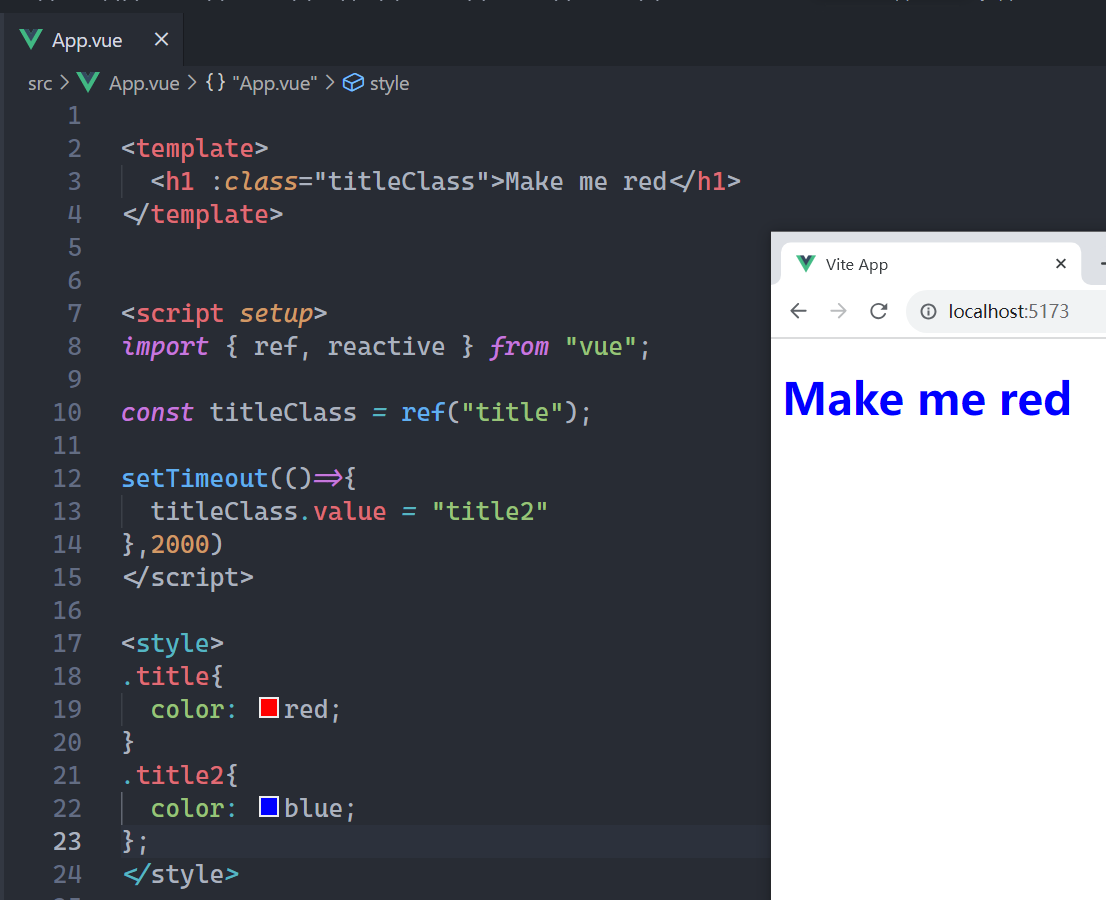 App.vue
src > App.vue > {} "App.vue" > style
1
2 <template>
3 <h1 :class="titleClass">Make me red</h1>
4 </template>
5
6
7 <script setup>
8 import { ref, reactive } from "vue";
9
10 const titleClass = ref("title");
11
12 setTimeout(()=>{
13 titleClass.value = "title2"
14 },2000)
15 </script>
16
17 <style>
18 .title{
19 color: red;
20 }
21 .title2{
22 color: blue;
23 };
24 </style>
Vite App
localhost:5173
Make me red